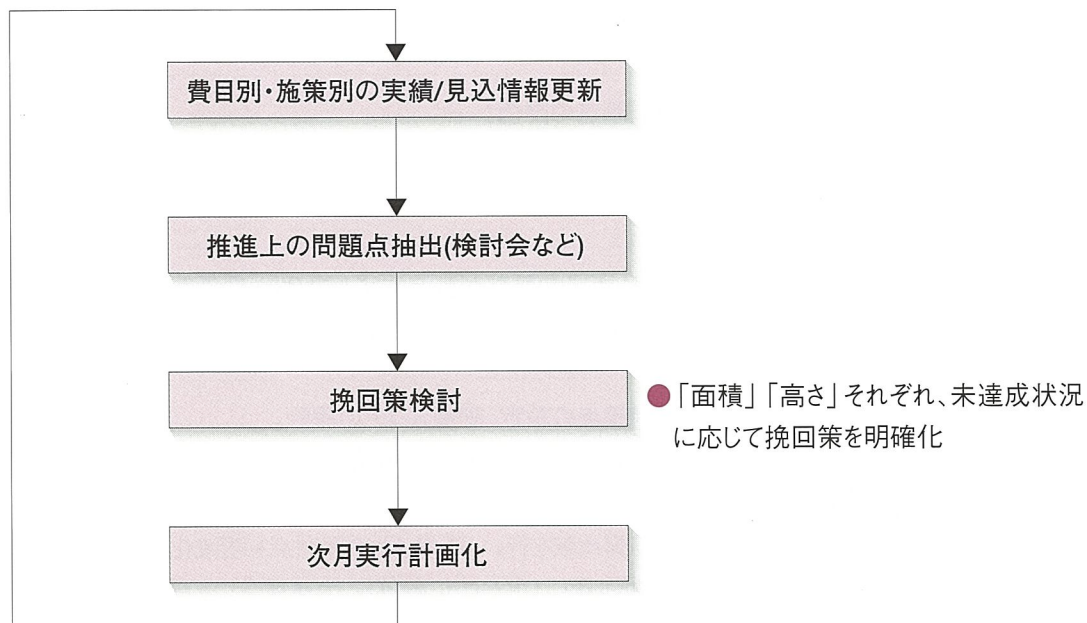 費目別・施策別の実績/見込情報更新
推進上の問題点抽出(検討会など)
挽回策検討
●「面積」「高さ」それぞれ、未達成状況
に応じて挽回策を明確化
次月実行計画化